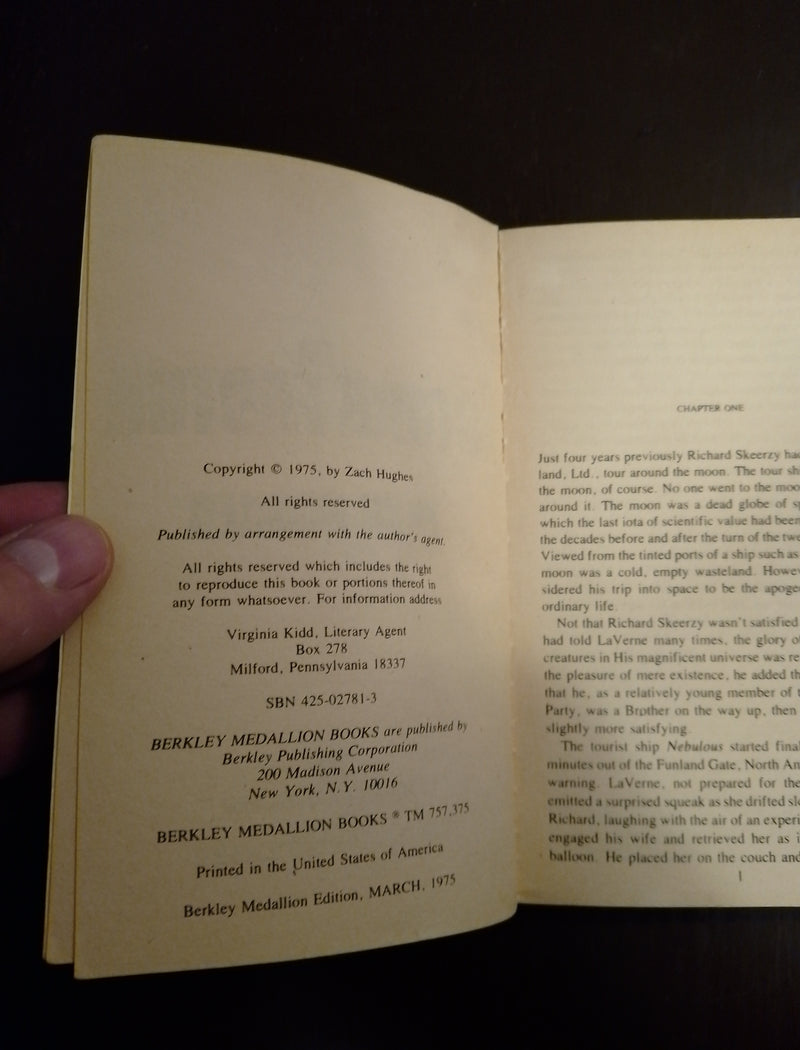 Copyright © 1975, by Zach Hughes
All rights reserved
Published by arrangement with the author's agent.
All rights reserved which includes the right
to reproduce this book or portions thereof in
any form whatsoever. For information address
Virginia Kidd, Literary Agent
Box 278
Milford, Pennsylvania 18337
SBN 425-02781-3
BERKLEY MEDALLION BOOKS are published by
Berkley Publishing Corporation
200 Madison Avenue
New York, N.Y. 10016
BERKLEY MEDALLION BOOKS ® TM 757,375
Printed in the United States of America
Berkley Medallion Edition, MARCH, 1975
CHAPTER ONE
Just four years previously Richard Skeerzy had
land, Ltd., tour around the moon. The tour sh
the moon, of course. No one went to the moo
around it. The moon was a dead globe of sp
which the last iota of scientific value had been
the decades before and after the turn of the twe
Viewed from the tinted ports of a ship such as
moon was a cold, empty wasteland. Howe
sidered his trip into space to be the apoge
ordinary life.
Not that Richard Skeerzy wasn't satisfied
had told LaVerne many times, the glory of
creatures in His magnificent universe was re
the pleasure of mere existence, he added th
that he, as a relatively young member of t
Party, was a Brother on the way up, then
slightly more satisfying.
The tourist ship Nebulous started fina
minutes out of the Funland Gate, North An
warning. LaVerne, not prepared for the
emitted a surprised squeak as she drifted sl
Richard, laughing with the air of an experi
engaged his wife and retrieved her as i
balloon. He placed her on the couch and
1